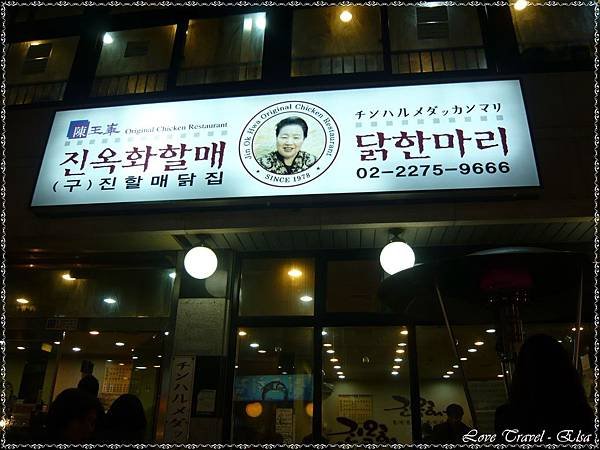 陳玉華 Original Chicken Restaurant
진옥화할매
(구)진할매닭집
Jin Ok Hwa Original Chicken Restaurant
SINCE 1978
チンハルメダッカンマリ
닭한마리
02-2275-9666
チンハルメダッ
Love Travel - Elsa